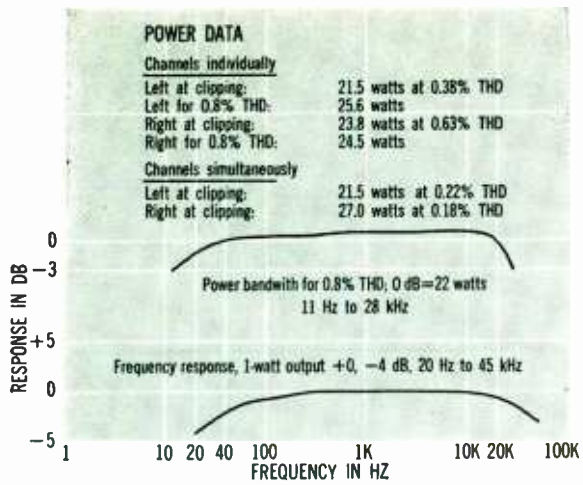 POWER DATA
Channels individually
Left at clipping: 21.5 watts at 0.38% THD
Left for 0.8% THD: 25.6 watts
Right at clipping: 23.8 watts at 0.63% THD
Right for 0.8% THD: 24.5 watts
Channels simultaneously
Left at clipping: 21.5 watts at 0.22% THD
Right at clipping: 27.0 watts at 0.18% THD
0
-3
Power bandwith for 0.8% THD; 0 dB=22 watts
11 Hz to 28 kHz
RESPONSE IN DB
+5
Frequency response, 1-watt output +0, -4 dB, 20 Hz to 45 kHz
0
-5
1 10 20 40 100 1K 10K 20K 100K
FREQUENCY IN HZ